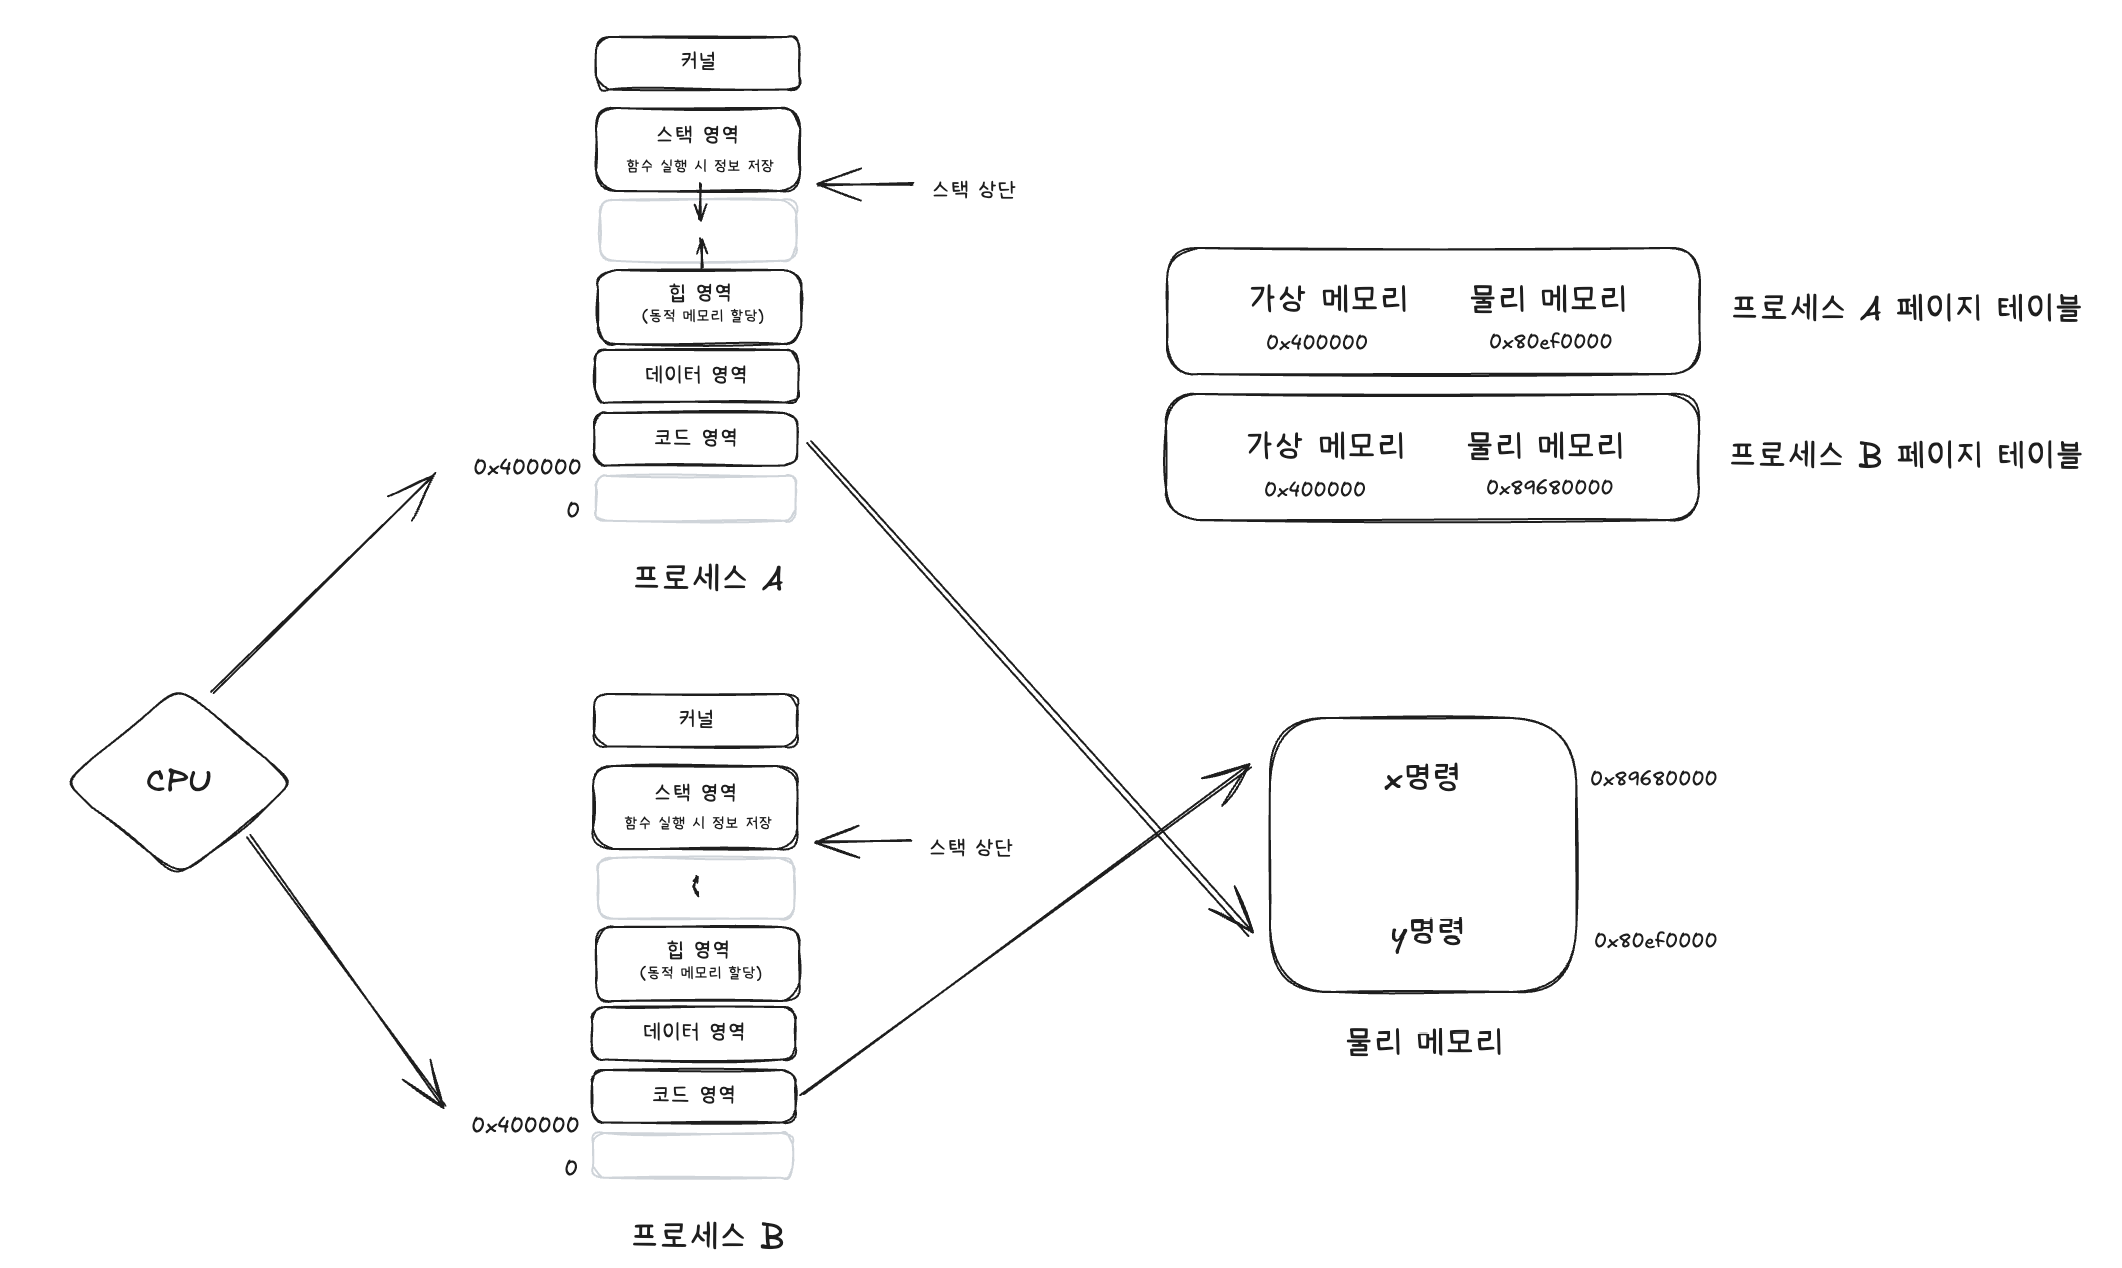 커널
스택 영역
함수 실행 시 정보 저장
스택 상단
힙 영역
(동적 메모리 할당)
데이터 영역
코드 영역
0x400000
0
프로세스 A
가상 메모리 물리 메모리
0x400000 0x80ef0000
프로세스 A 페이지 테이블
가상 메모리 물리 메모리
0x400000 0x89680000
프로세스 B 페이지 테이블
CPU
커널
스택 영역
함수 실행 시 정보 저장
스택 상단
힙 영역
(동적 메모리 할당)
데이터 영역
코드 영역
0x400000
0
프로세스 B
x명령
0x89680000
y명령
0x80ef0000
물리 메모리